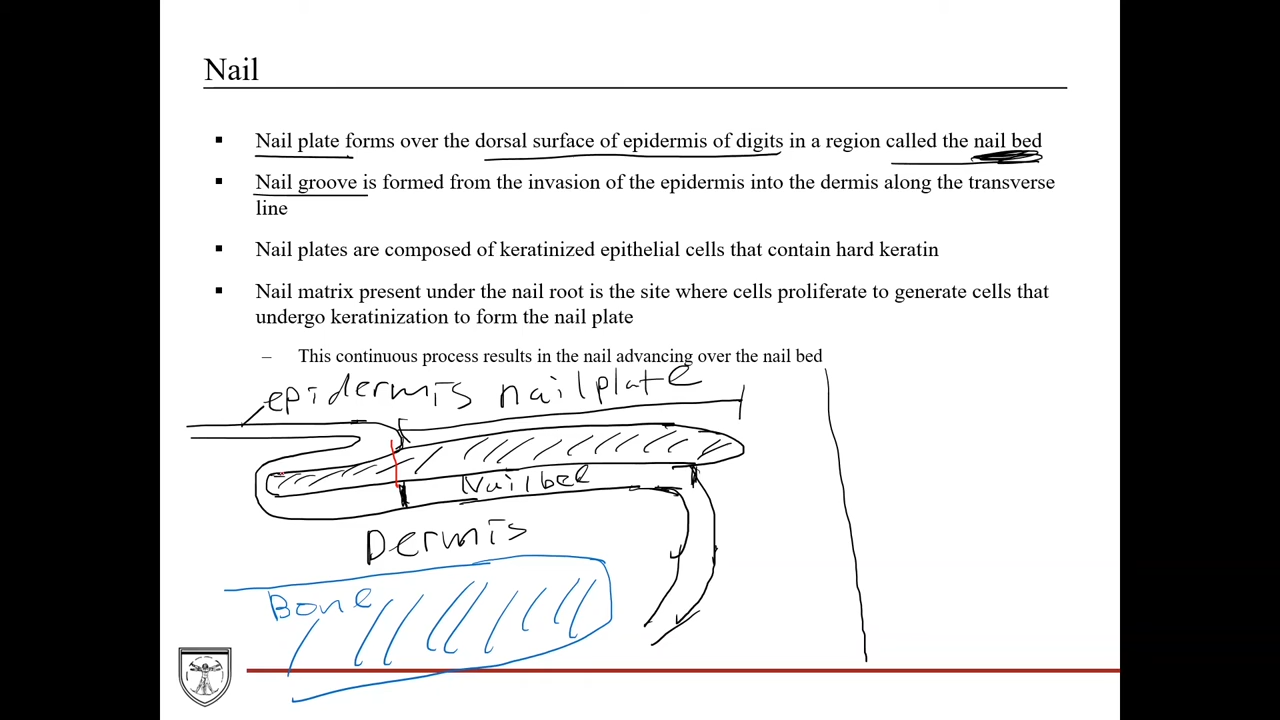 Nail
▪ Nail plate forms over the dorsal surface of epidermis of digits in a region called the nail bed
▪ Nail groove is formed from the invasion of the epidermis into the dermis along the transverse
line
▪ Nail plates are composed of keratinized epithelial cells that contain hard keratin
▪ Nail matrix present under the nail root is the site where cells proliferate to generate cells that
undergo keratinization to form the nail plate
– This continuous process results in the nail advancing over the nail bed
epidermis nailplate
Nailbed
Dermis
Bone